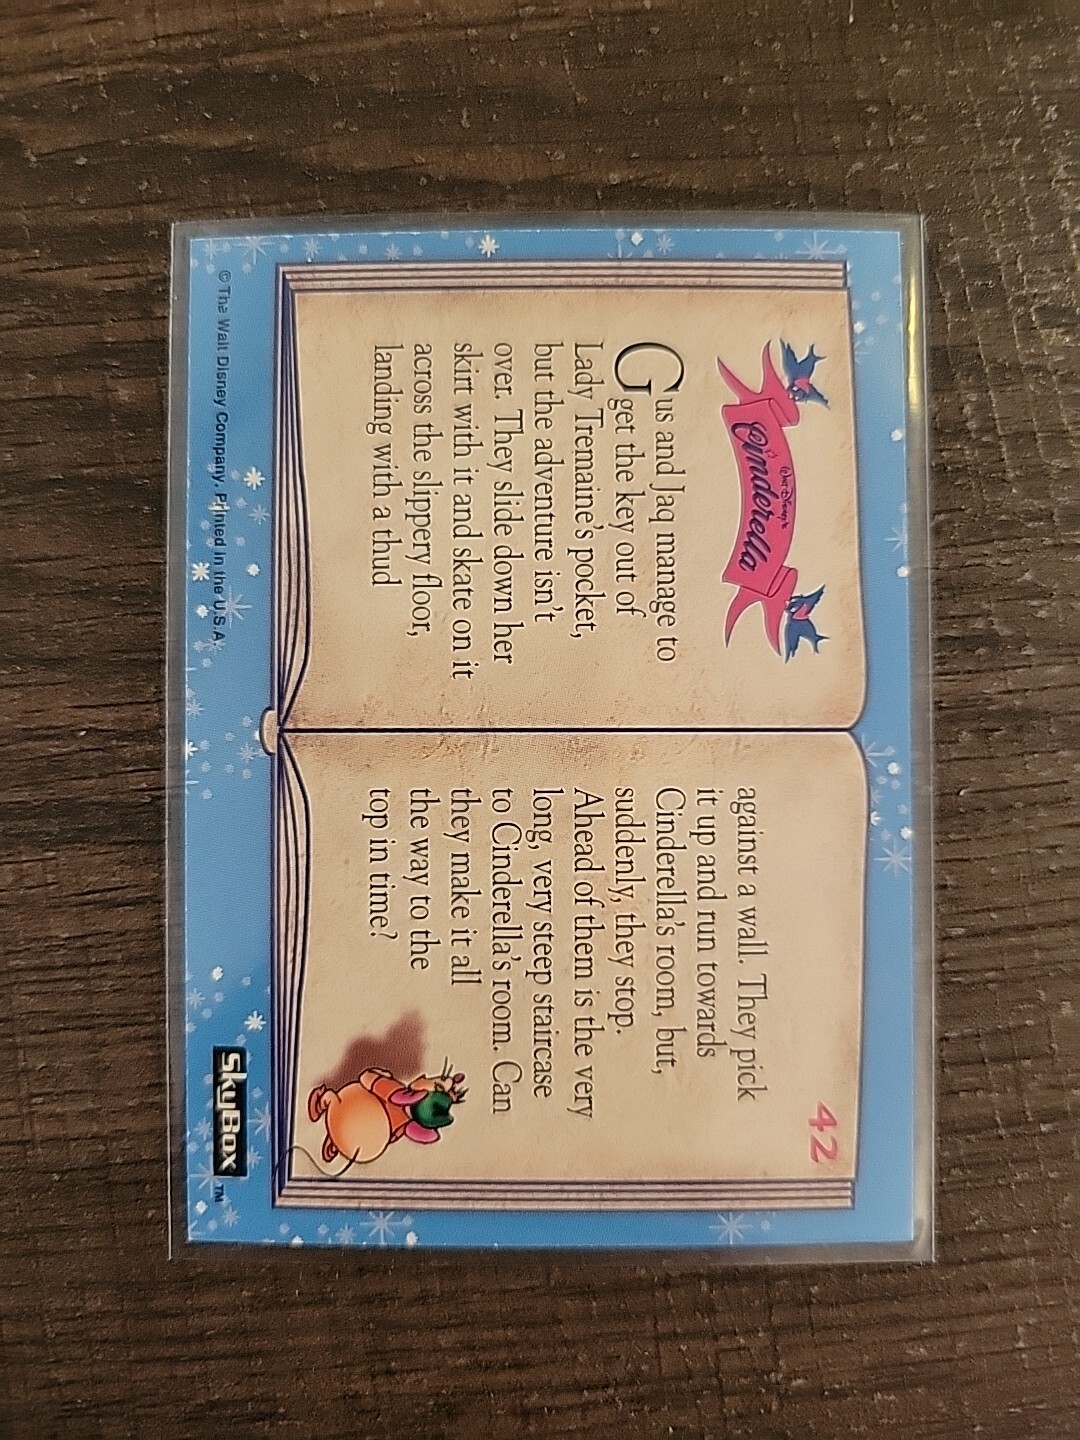 Walt Disney's
Cinderella
Gus and Jaq manage to
get the key out of
Lady Tremaine's pocket,
but the adventure isn't
over. They slide down her
skirt with it and skate on it
across the slippery floor,
landing with a thud
42
against a wall. They pick
it up and run towards
Cinderella's room, but,
suddenly, they stop.
Ahead of them is the very
long, very steep staircase
to Cinderella's room. Can
they make it all
the way to the
top in time?
© The Walt Disney Company. Printed in the U.S.A.
SkyBox™